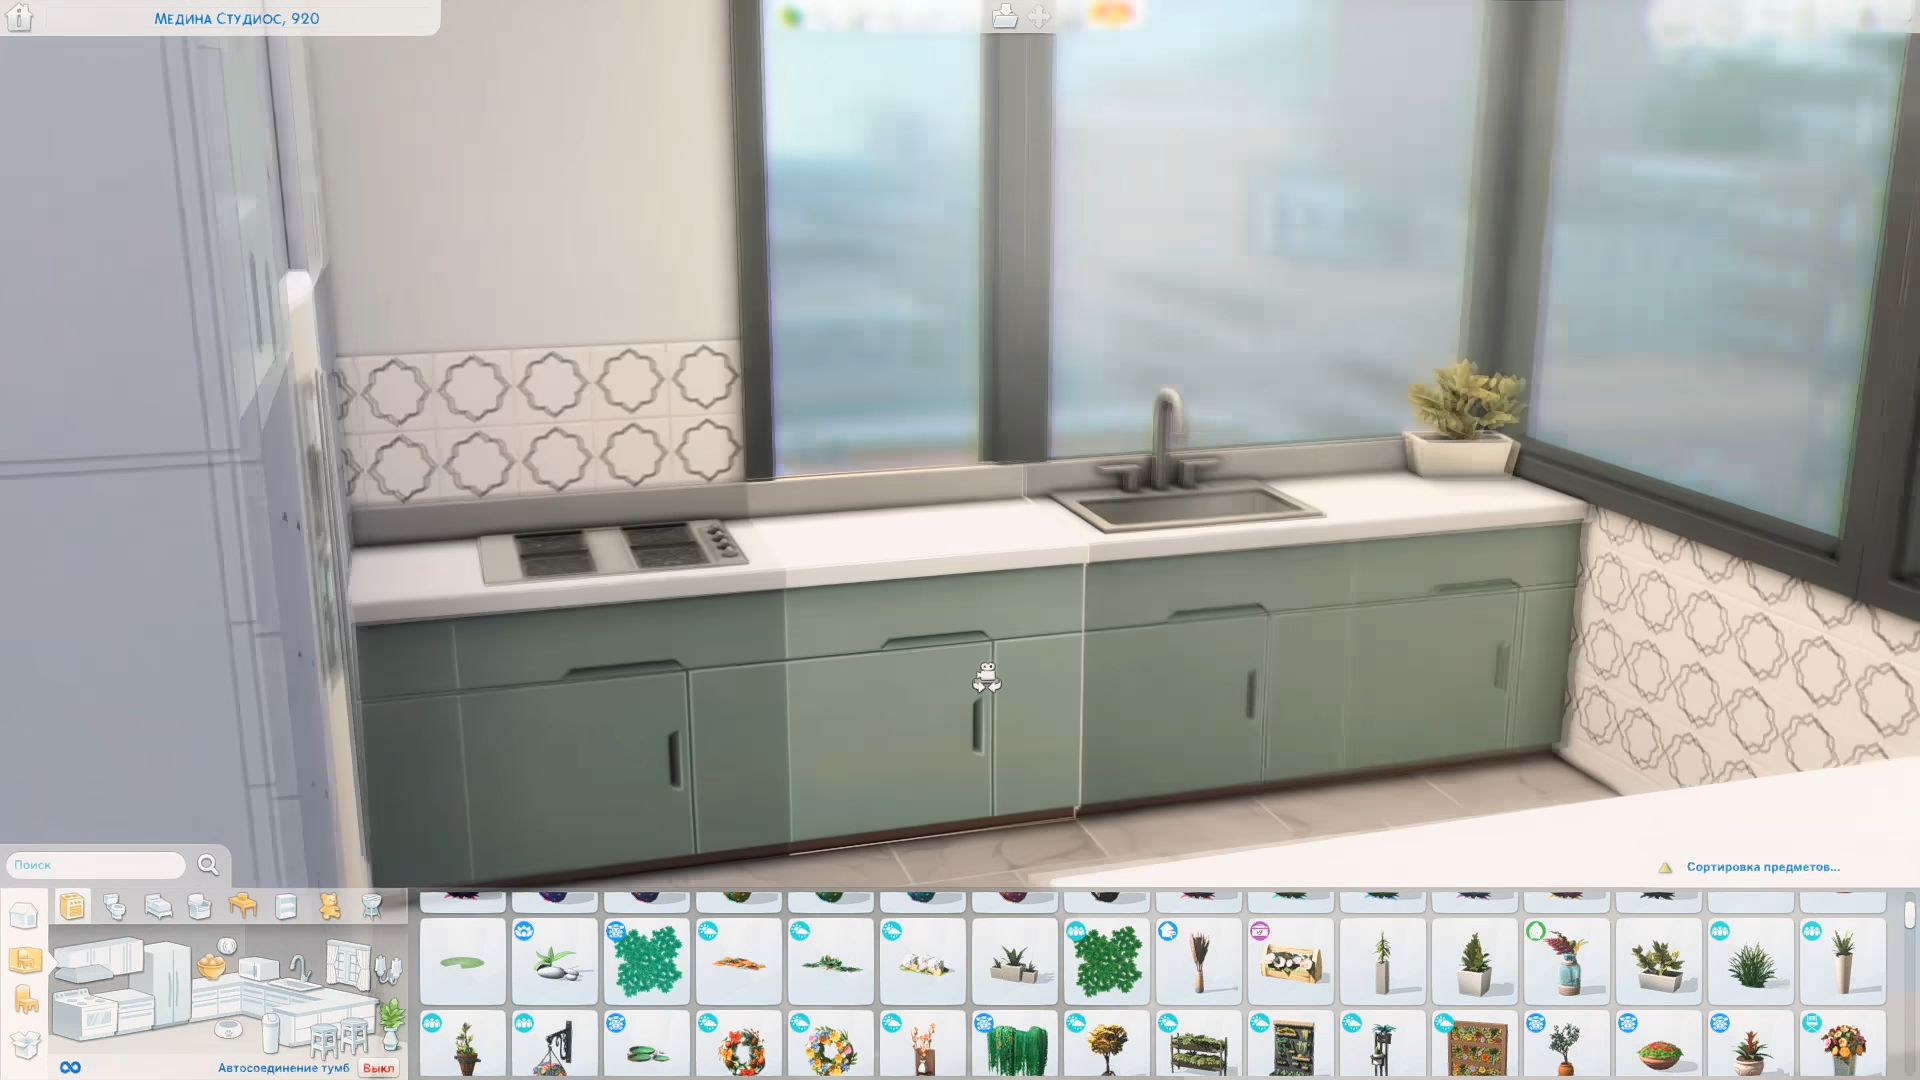 Медина Студиос, 920
Поиск
Сортировка предметов...
Автосоединение тумб Выкл